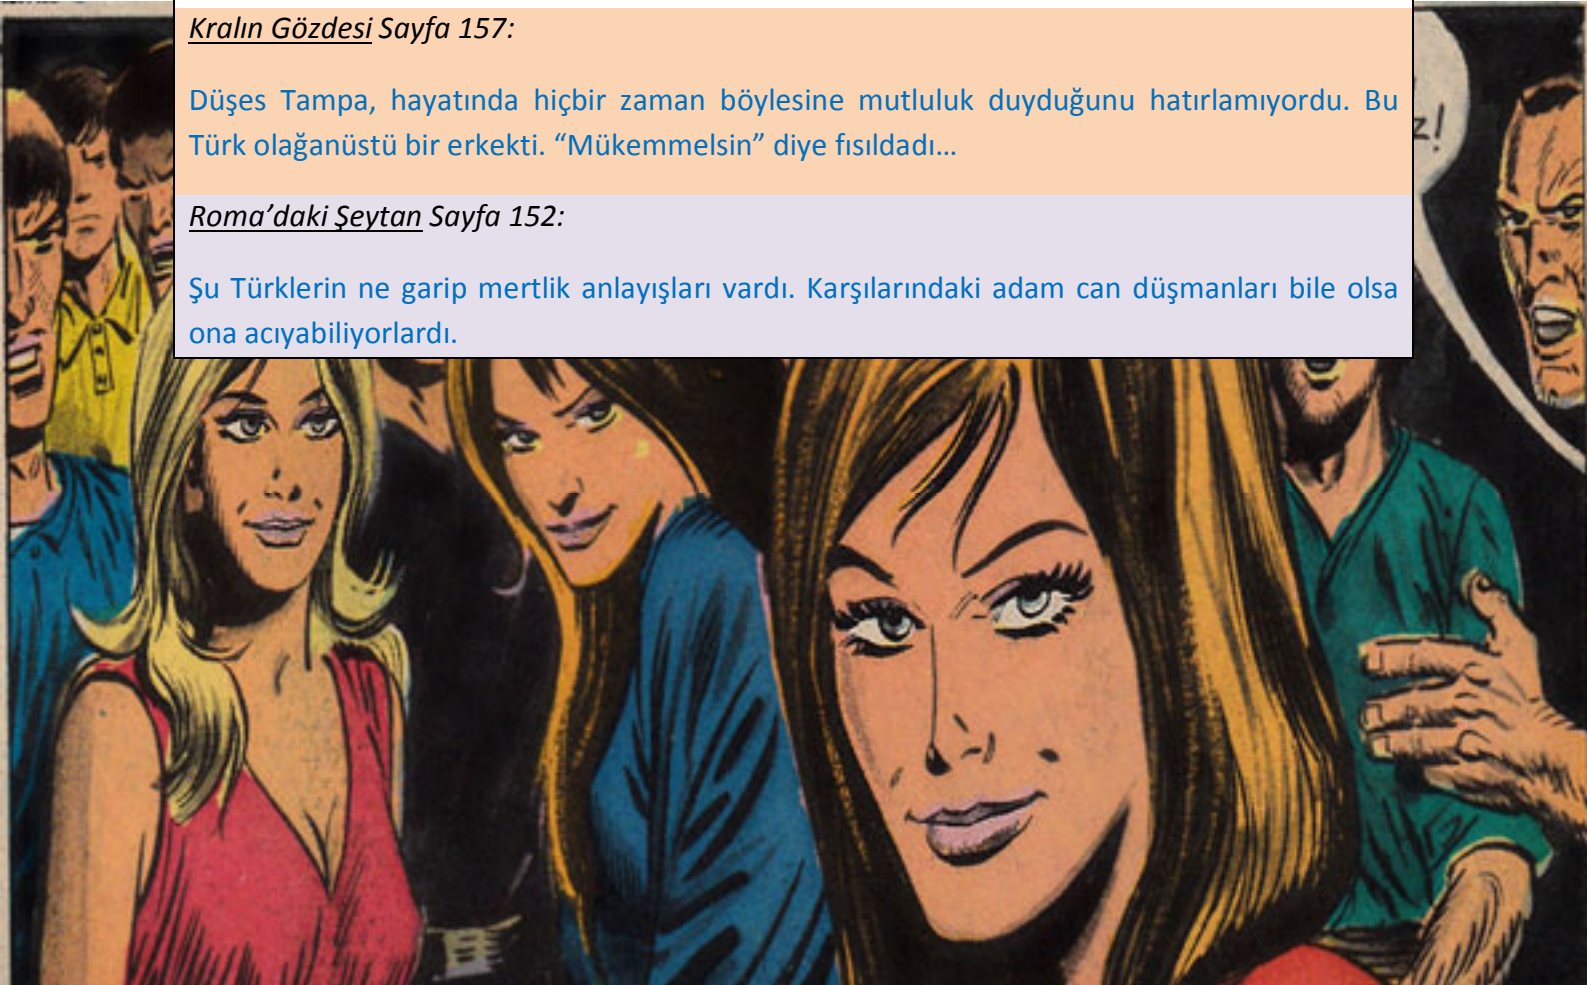 Kralın Gözdesi Sayfa 157:
Düşes Tampa, hayatında hiçbir zaman böylesine mutluluk duyduğunu hatırlamıyordu. Bu
Türk olağanüstü bir erkekti. “Mükemmelsin” diye fısıldadı…
Roma’daki Şeytan Sayfa 152:
Şu Türklerin ne garip mertlik anlayışları vardı. Karşılarındaki adam can düşmanları bile olsa
ona acıyabiliyorlardı.